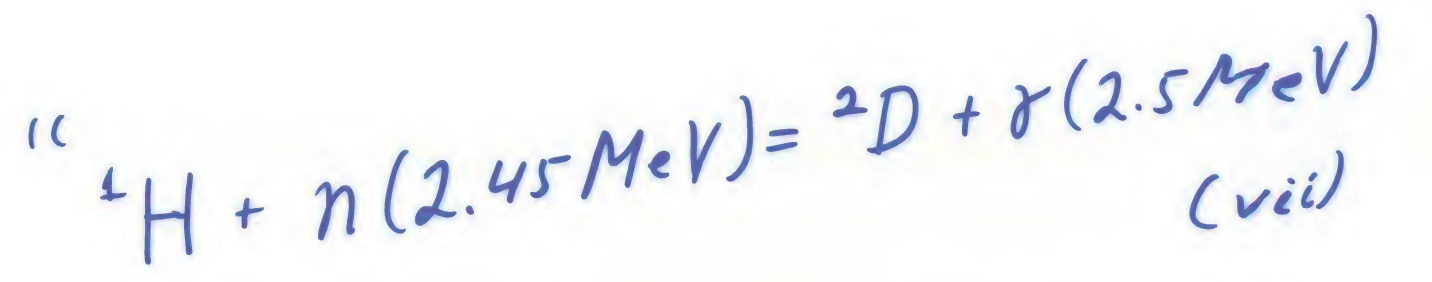 "
¹H + n(2.45 MeV) = ²D + γ(2.5 MeV)
(vii)